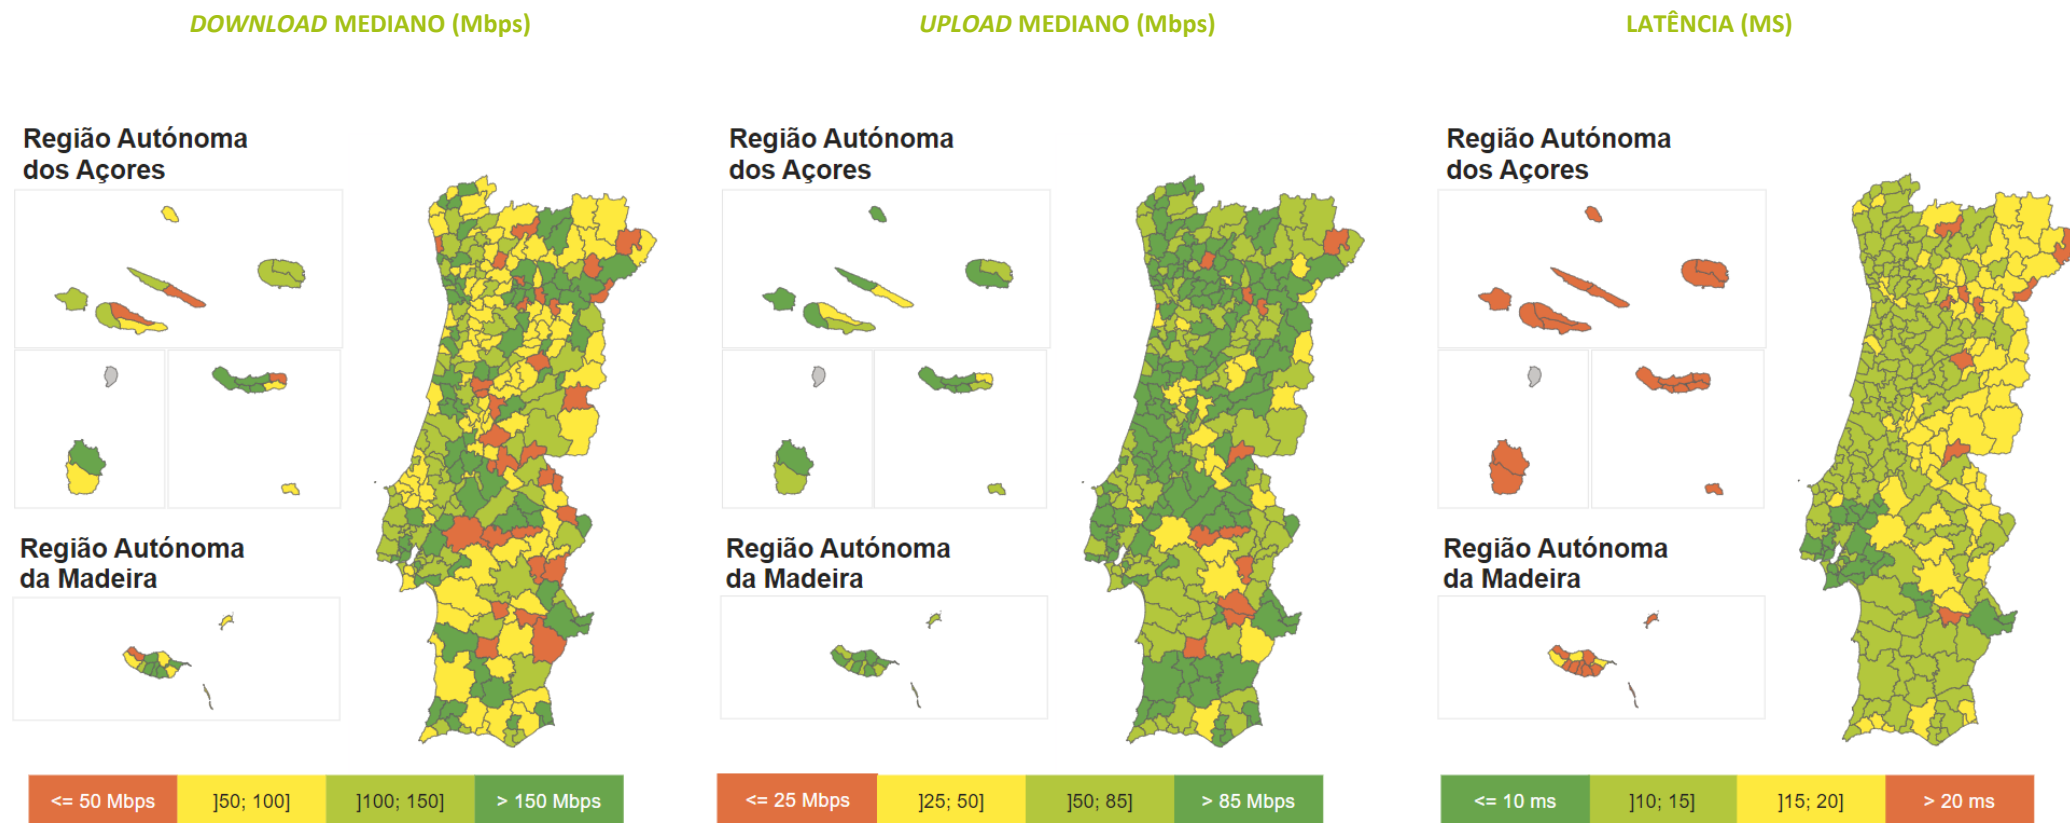 DOWNLOAD MEDIANO (Mbps)
UPLOAD MEDIANO (Mbps)
LATÊNCIA (MS)
Região Autónoma
dos Açores
Região Autónoma
dos Açores
Região Autónoma
dos Açores
Região Autónoma
da Madeira
Região Autónoma
da Madeira
Região Autónoma
da Madeira
<= 50 Mbps
]50; 100]
]100; 150]
> 150 Mbps
<= 25 Mbps
]25; 50]
]50; 85]
> 85 Mbps
<= 10 ms
]10; 15]
]15; 20]
> 20 ms